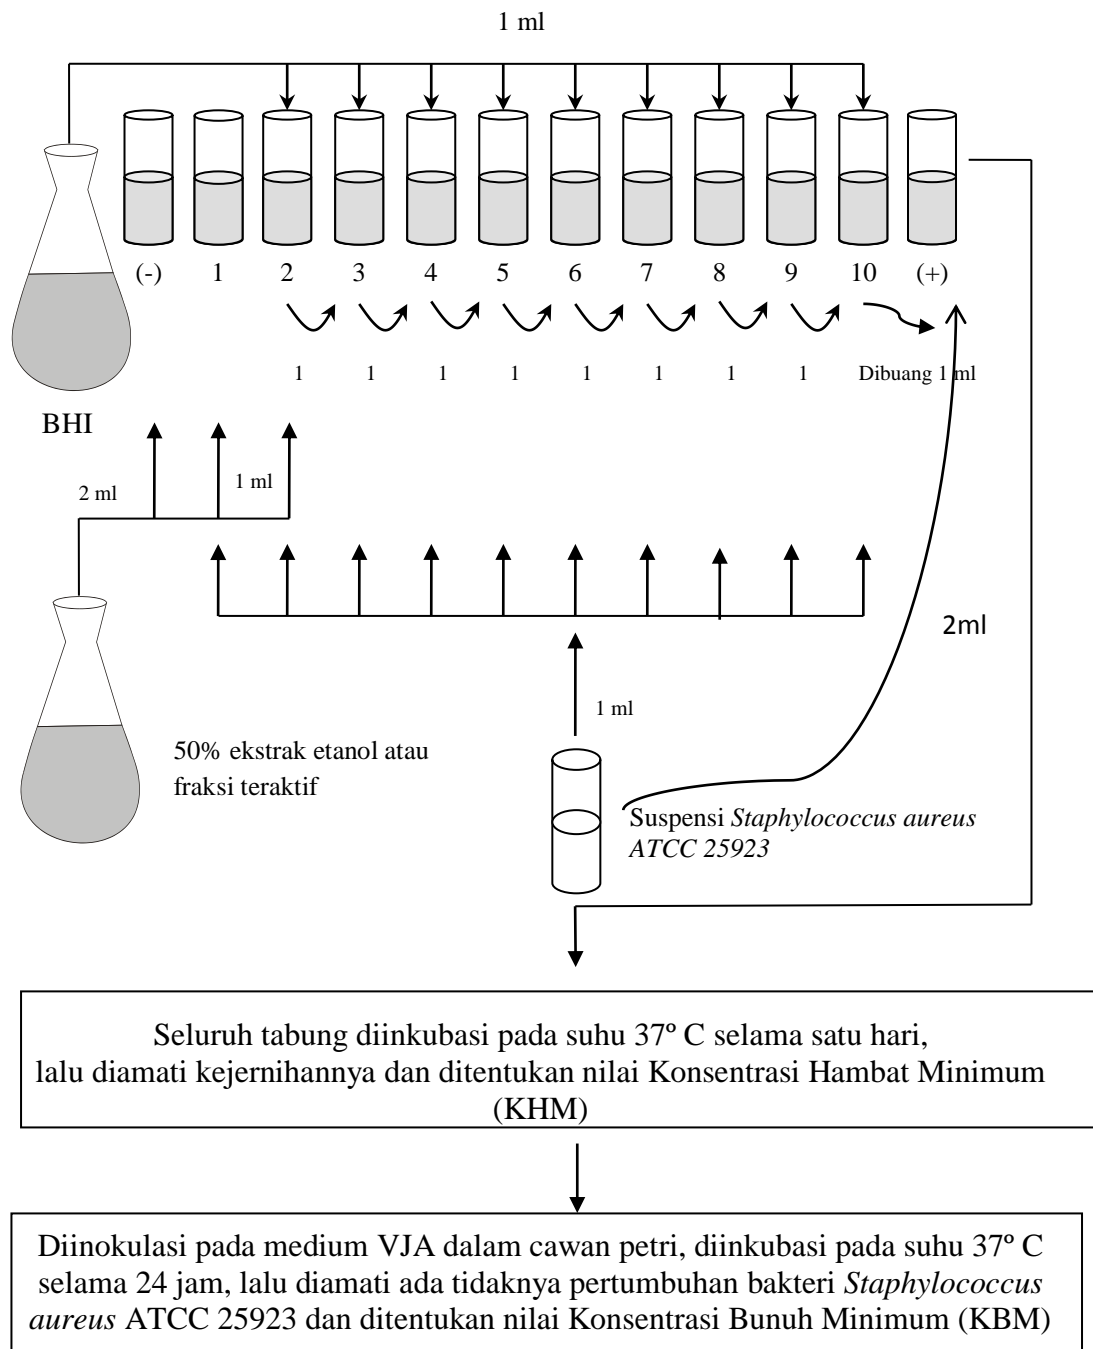 1 ml
(-) 1 2 3 4 5 6 7 8 9 10 (+)
1 1 1 1 1 1 1 1 Dibuang 1 ml
BHI
2 ml
1 ml
2ml
1 ml
50% ekstrak etanol atau
fraksi teraktif
Suspensi Staphylococcus aureus
ATCC 25923
Seluruh tabung diinkubasi pada suhu 37º C selama satu hari,
lalu diamati kejernihannya dan ditentukan nilai Konsentrasi Hambat Minimum
(KHM)
Diinokulasi pada medium VJA dalam cawan petri, diinkubasi pada suhu 37º C
selama 24 jam, lalu diamati ada tidaknya pertumbuhan bakteri Staphylococcus
aureus ATCC 25923 dan ditentukan nilai Konsentrasi Bunuh Minimum (KBM)